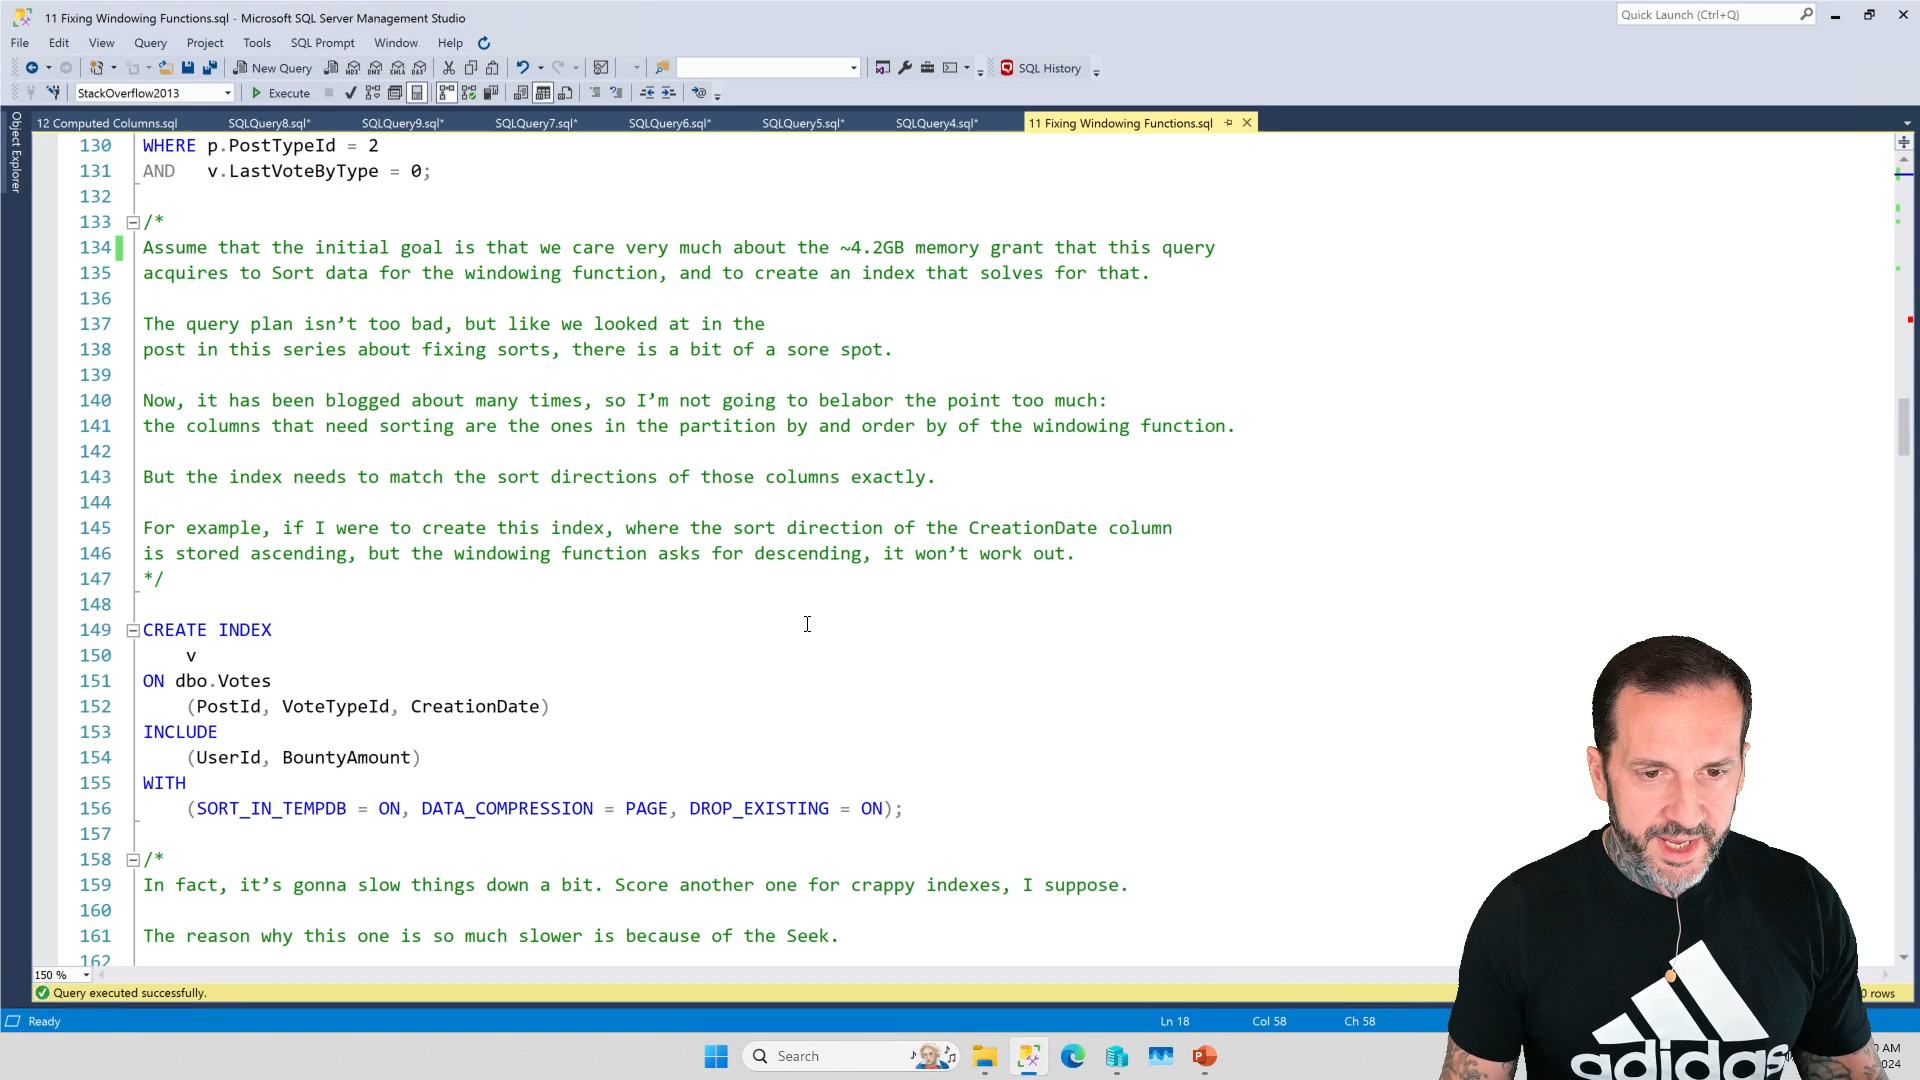 11 Fixing Windowing Functions.sql - Microsoft SQL Server Management Studio
Quick Launch (Ctrl+Q)
File Edit View Query Project Tools SQL Prompt Window Help
New Query
SQL History
StackOverflow2013
Execute
12 Computed Columns.sql SQLQuery8.sql* SQLQuery9.sql* SQLQuery7.sql* SQLQuery6.sql* SQLQuery5.sql* SQLQuery4.sql* 11 Fixing Windowing Functions.sql
Object Explorer
130 WHERE p.PostTypeId = 2
131 AND   v.LastVoteByType = 0;
132
133 /*
134 Assume that the initial goal is that we care very much about the ~4.2GB memory grant that this query
135 acquires to Sort data for the windowing function, and to create an index that solves for that.
136
137 The query plan isn’t too bad, but like we looked at in the
138 post in this series about fixing sorts, there is a bit of a sore spot.
139
140 Now, it has been blogged about many times, so I’m not going to belabor the point too much:
141 the columns that need sorting are the ones in the partition by and order by of the windowing function.
142
143 But the index needs to match the sort directions of those columns exactly.
144
145 For example, if I were to create this index, where the sort direction of the CreationDate column
146 is stored ascending, but the windowing function asks for descending, it won’t work out.
147 */
148
149 CREATE INDEX
150     v
151 ON dbo.Votes
152     (PostId, VoteTypeId, CreationDate)
153 INCLUDE
154     (UserId, BountyAmount)
155 WITH
156     (SORT_IN_TEMPDB = ON, DATA_COMPRESSION = PAGE, DROP_EXISTING = ON);
157
158 /*
159 In fact, it’s gonna slow things down a bit. Score another one for crappy indexes, I suppose.
160
161 The reason why this one is so much slower is because of the Seek.
162
150 %
Query executed successfully.
0 rows
Ready
Ln 18 Col 58 Ch 58
Search
0 AM
024
adidas